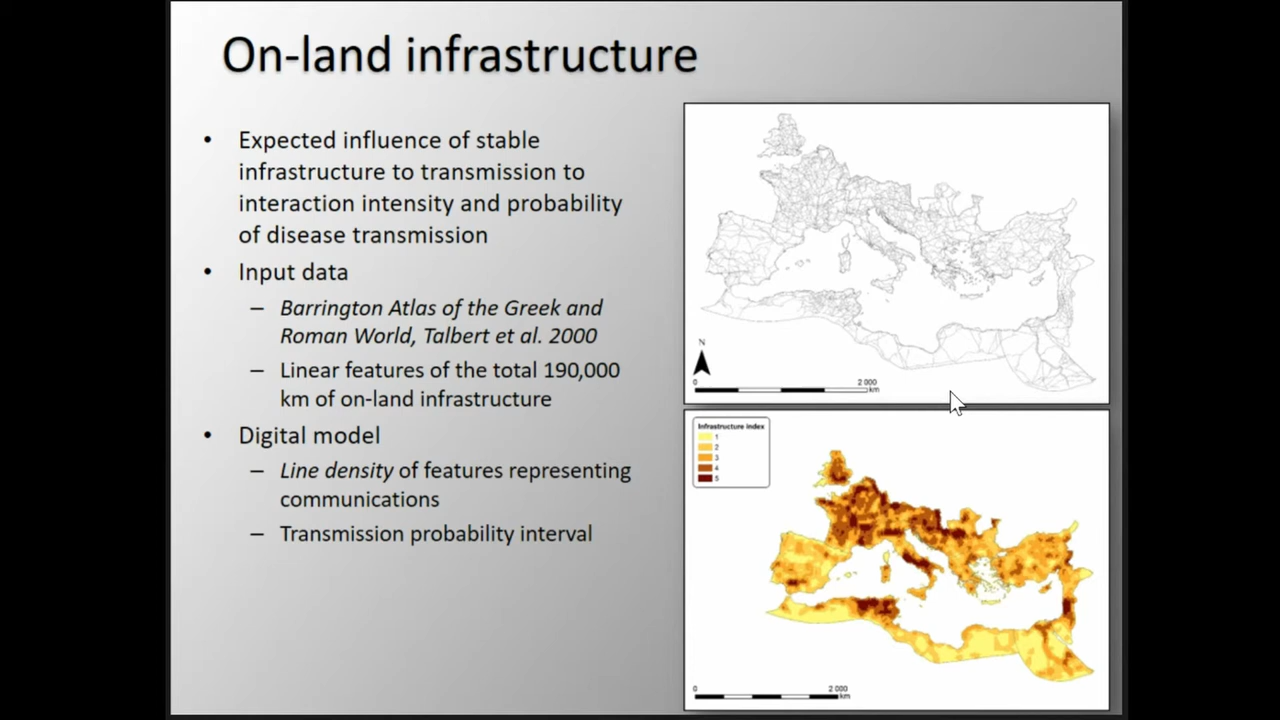 On-land infrastructure
• Expected influence of stable
infrastructure to transmission to
interaction intensity and probability
of disease transmission
• Input data
– Barrington Atlas of the Greek and
Roman World, Talbert et al. 2000
– Linear features of the total 190,000
km of on-land infrastructure
• Digital model
– Line density of features representing
communications
– Transmission probability interval
N
0 2 000
km
Infrastructure index
1
2
3
4
5
0 2 000
km